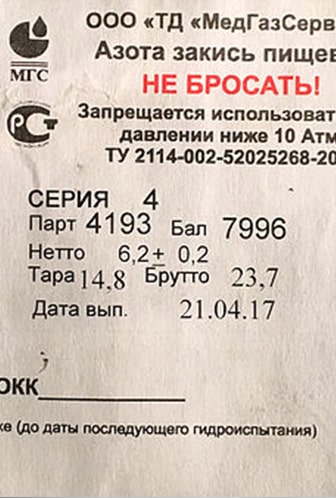 ООО «ТД «МедГазСерв
Азота закись пищев
МГС
НЕ БРОСАТЬ!
Запрещается использоват
давлении ниже 10 Атм
РСТ
ТУ 2114-002-52025268-20
СЕРИЯ 4
Парт 4193 Бал 7996
Нетто 6,2± 0,2
Тара 14,8 Брутто 23,7
Дата вып. 21.04.17
ОКК
ке (до даты последующего гидроиспытания)